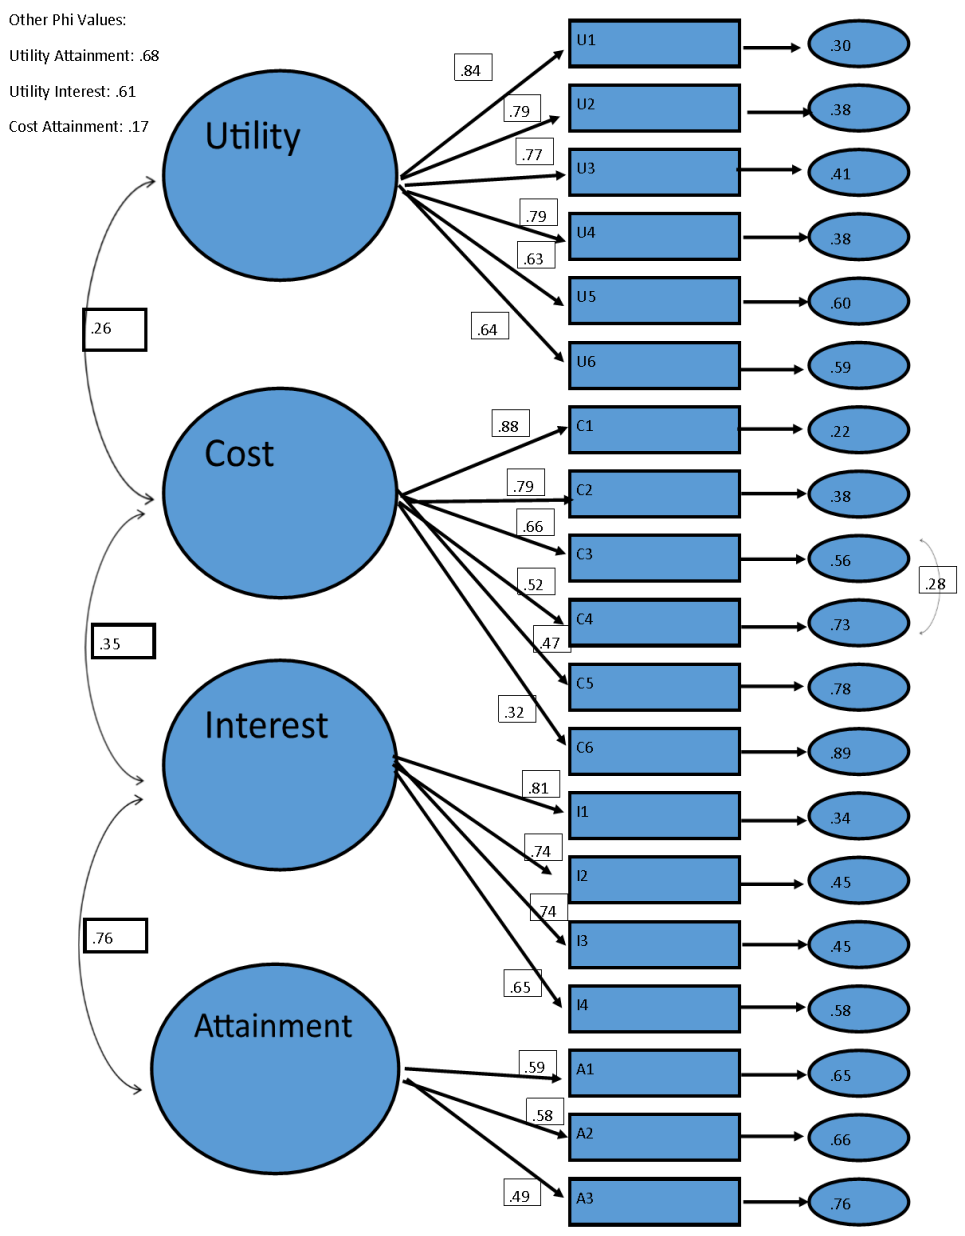 Other Phi Values:
Utility Attainment: .68
Utility Interest: .61
Cost Attainment: .17
Utility
.26
Cost
.35
Interest
.76
Attainment
.84
U1
.30
.79
U2
.38
.77
U3
.41
.79
U4
.38
.63
U5
.60
.64
U6
.59
.88
C1
.22
.79
C2
.38
.66
C3
.56
.28
.52
C4
.73
.47
C5
.78
.32
C6
.89
.81
I1
.34
.74
I2
.45
.74
I3
.45
.65
I4
.58
.59
A1
.65
.58
A2
.66
.49
A3
.76